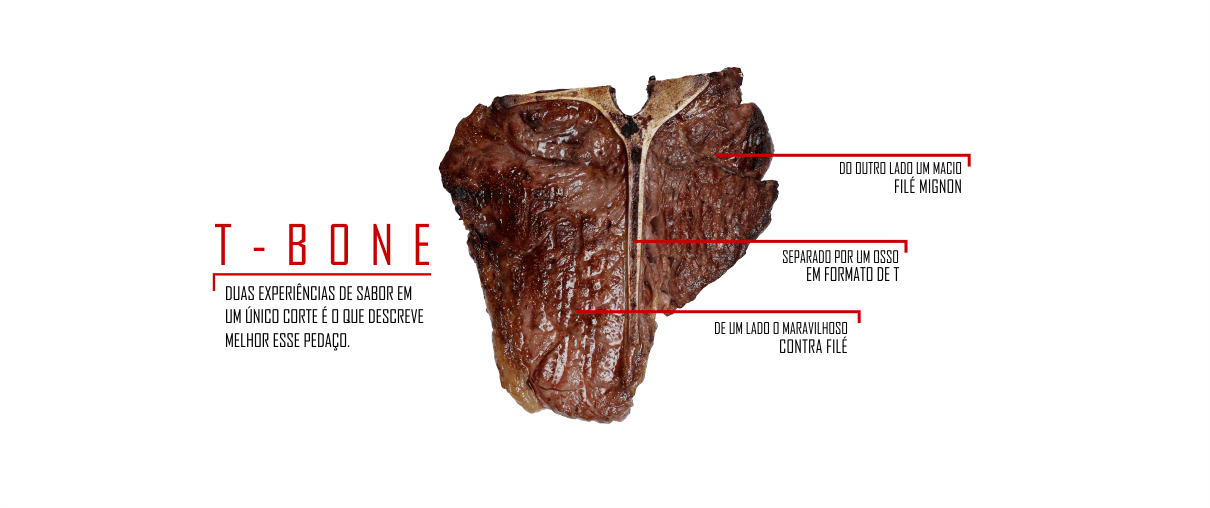 T-BONE
DUAS EXPERIÊNCIAS DE SABOR EM
UM ÚNICO CORTE É O QUE DESCREVE
MELHOR ESSE PEDAÇO.
DO OUTRO LADO UM MACIO
FILÉ MIGNON
SEPARADO POR UM OSSO
EM FORMATO DE T
DE UM LADO O MARAVILHOSO
CONTRA FILÉ